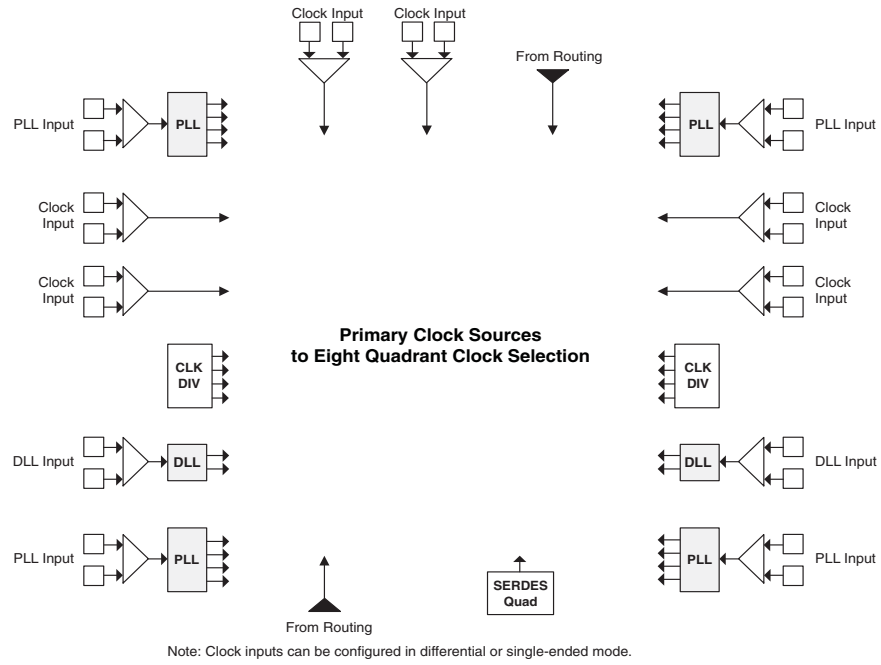 Clock Input Clock Input
From Routing
PLL Input
PLL
PLL
PLL Input
Clock
Input
Clock
Input
Clock
Input
Clock
Input
Primary Clock Sources
to Eight Quadrant Clock Selection
CLK
DIV
CLK
DIV
DLL Input
DLL
DLL
DLL Input
PLL Input
PLL
PLL
PLL Input
SERDES
Quad
From Routing
Note: Clock inputs can be configured in differential or single-ended mode.